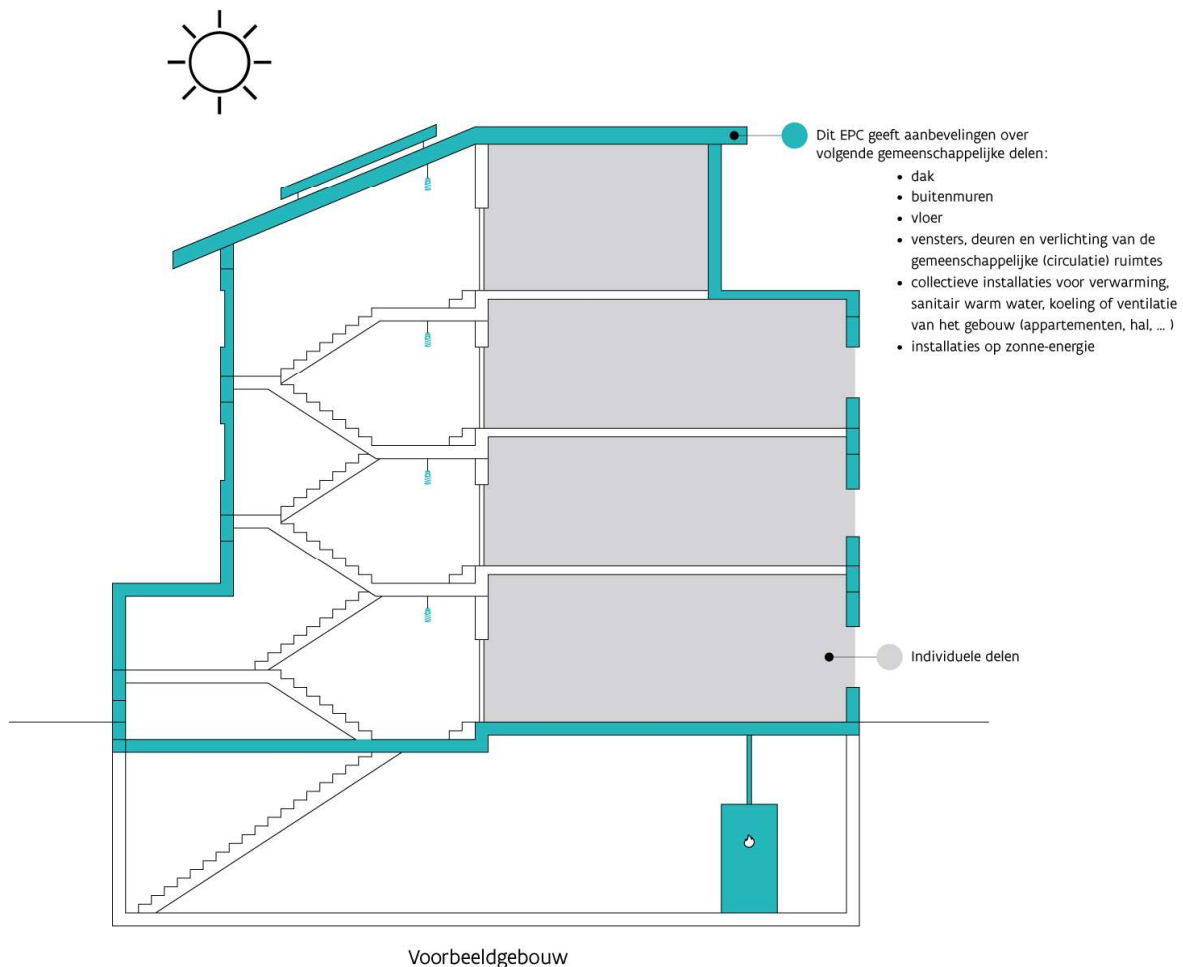 Dit EPC geeft aanbevelingen over
volgende gemeenschappelijke delen:
• dak
• buitenmuren
• vloer
• vensters, deuren en verlichting van de
gemeenschappelijke (circulatie) ruimtes
• collectieve installaties voor verwarming,
sanitair warm water, koeling of ventilatie
van het gebouw (appartementen, hal, ... )
• installaties op zonne-energie
Individuele delen
Voorbeeldgebouw